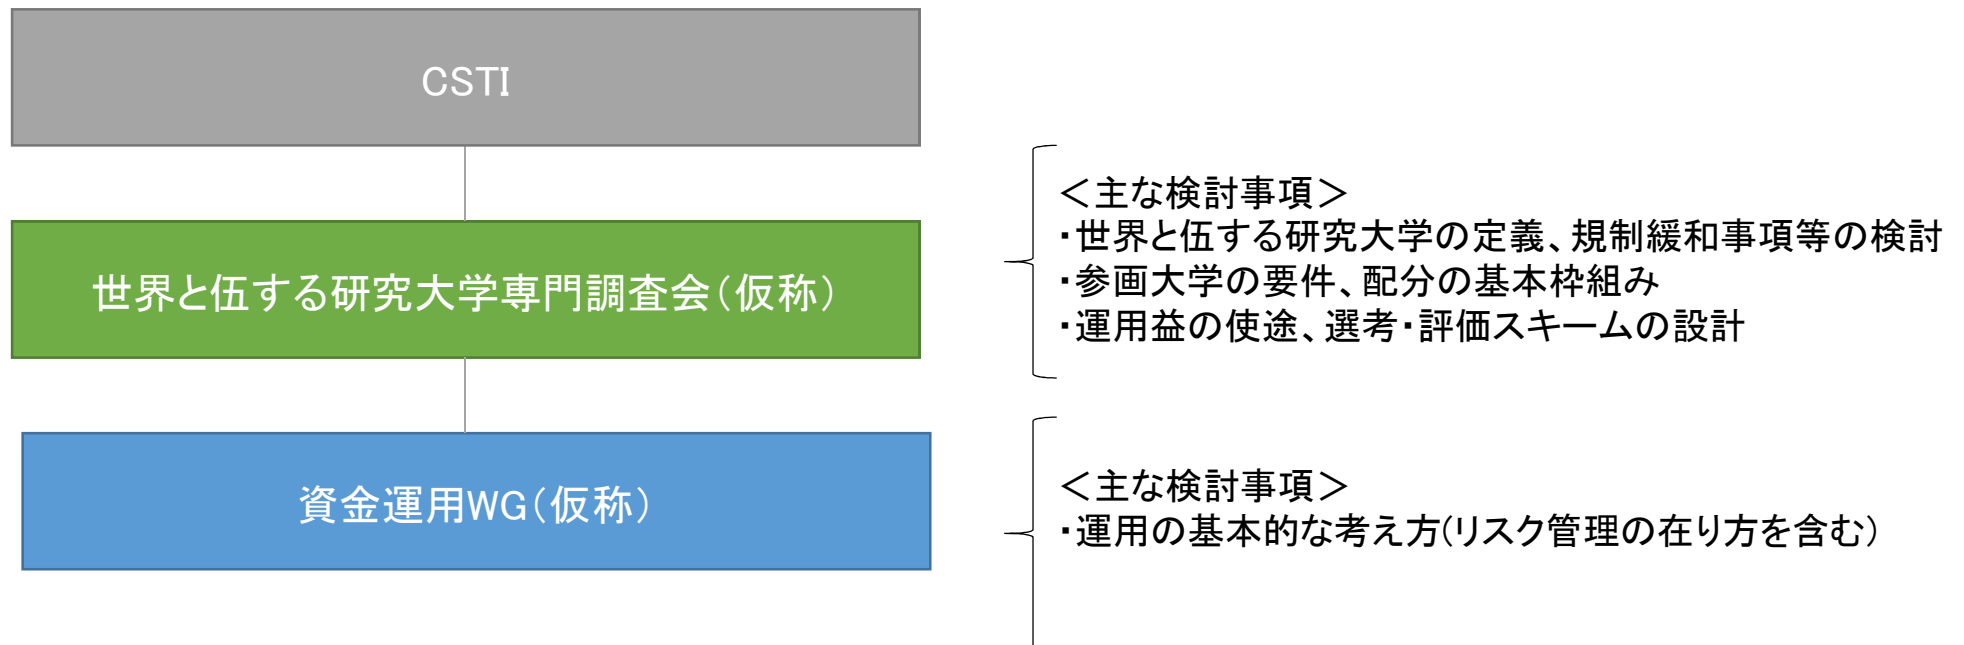 CSTI
世界と伍する研究大学専門調査会（仮称）
＜主な検討事項＞
・世界と伍する研究大学の定義、規制緩和事項等の検討
・参画大学の要件、配分の基本枠組み
・運用益の使途、選考・評価スキームの設計
資金運用WG（仮称）
＜主な検討事項＞
・運用の基本的な考え方(リスク管理の在り方を含む）